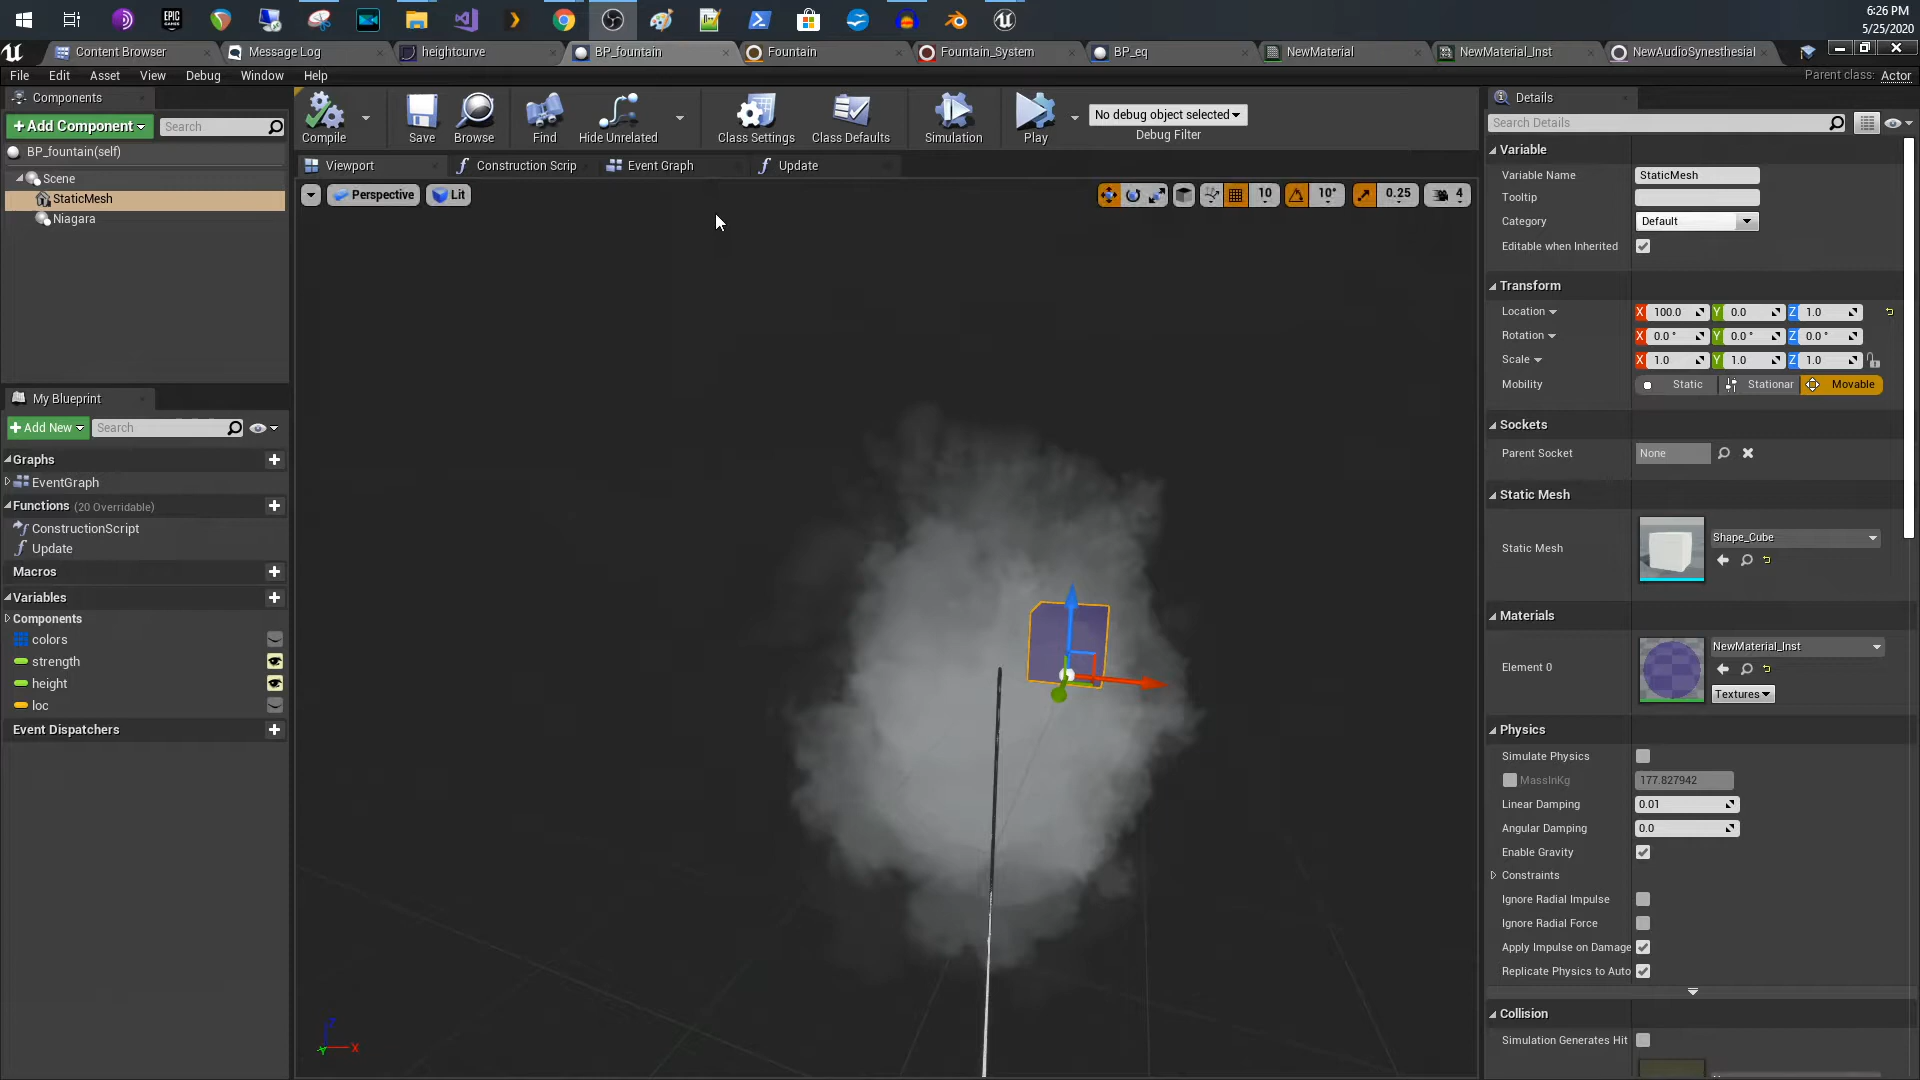 6:26 PM
5/25/2020
EPIC GAMES
Content Browser
Message Log
heightcurve
BP_fountain
Fountain
Fountain_System
BP_eq
NewMaterial
NewMaterial_Inst
NewAudioSynesthesiaI
File Edit Asset View Debug Window Help
Parent class: Actor
Components
+Add Component
Search
BP_fountain(self)
Scene
StaticMesh
Niagara
Compile
Save
Browse
Find
Hide Unrelated
Class Settings
Class Defaults
Simulation
Play
No debug object selected
Debug Filter
Viewport
Construction Scrip
Event Graph
Update
Perspective
Lit
10
10°
0.25
4
My Blueprint
+Add New
Search
Graphs
EventGraph
Functions (20 Overridable)
ConstructionScript
Update
Macros
Variables
Components
colors
strength
height
loc
Event Dispatchers
Z
X
Y
Details
Search Details
Variable
Variable Name StaticMesh
Tooltip
Category Default
Editable when Inherited
Transform
Location X 100.0 Y 0.0 Z 1.0
Rotation X 0.0° Y 0.0° Z 0.0°
Scale X 1.0 Y 1.0 Z 1.0
Mobility Static Stationar Movable
Sockets
Parent Socket None
Static Mesh
Static Mesh Shape_Cube
Materials
Element 0 NewMaterial_Inst
Textures
Physics
Simulate Physics
MassInKg 177.827942
Linear Damping 0.01
Angular Damping 0.0
Enable Gravity
Constraints
Ignore Radial Impulse
Ignore Radial Force
Apply Impulse on Damage
Replicate Physics to Auto
Collision
Simulation Generates Hit